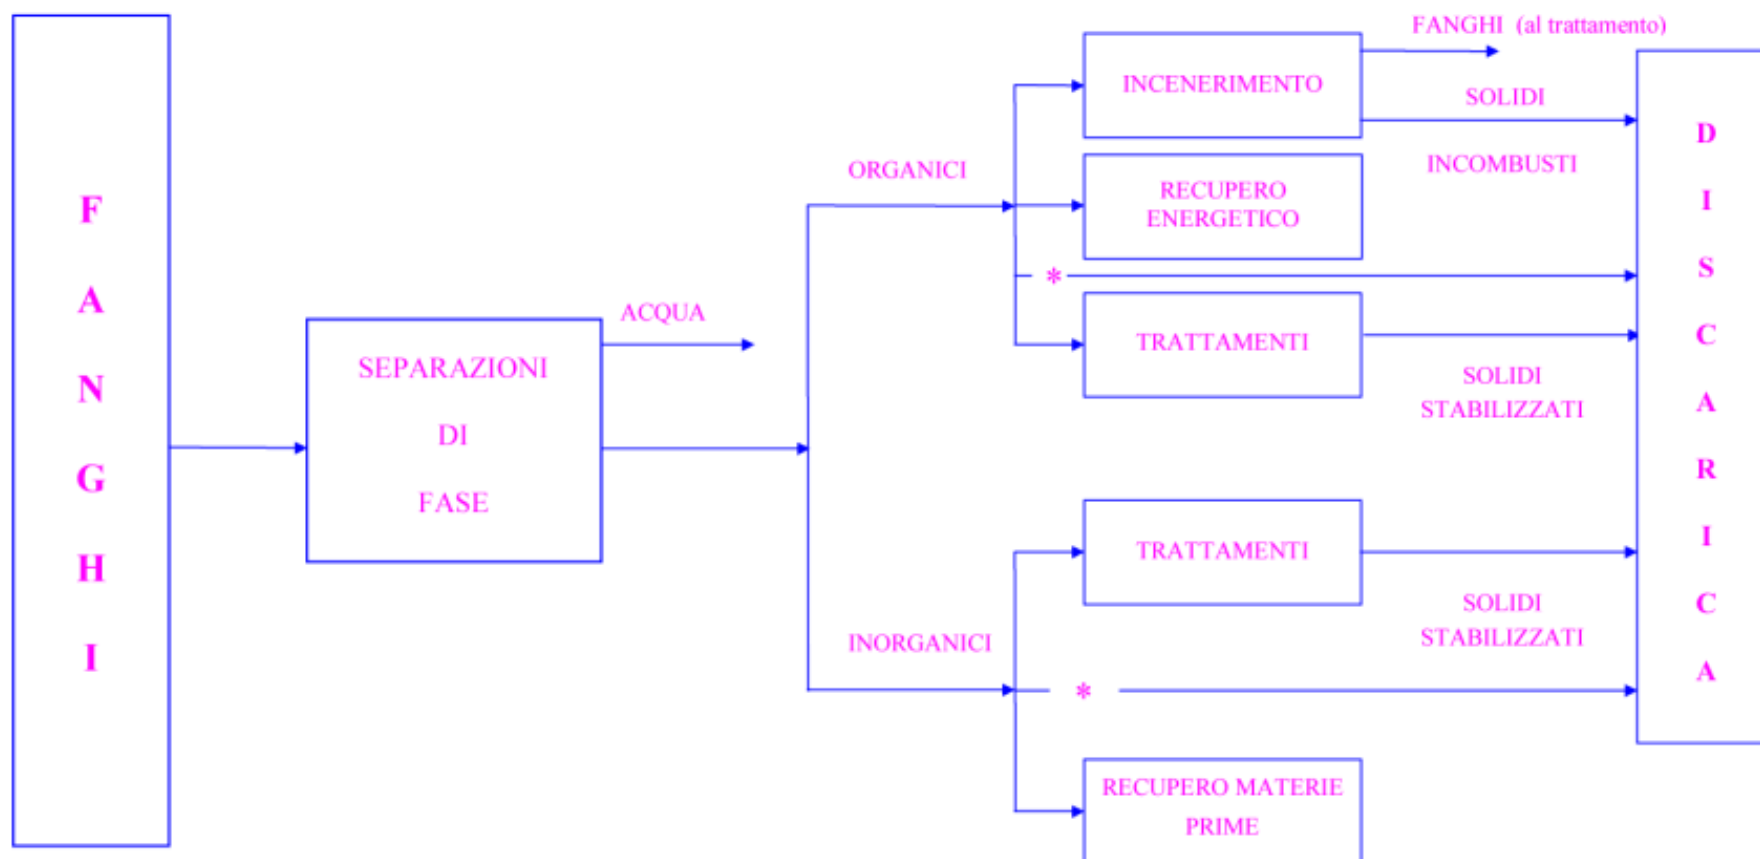 F
A
N
G
H
I
SEPARAZIONI
DI
FASE
ACQUA
ORGANICI
INORGANICI
INCENERIMENTO
RECUPERO
ENERGETICO
*
TRATTAMENTI
TRATTAMENTI
*
RECUPERO MATERIE
PRIME
FANGHI (al trattamento)
SOLIDI
INCOMBUSTI
SOLIDI
STABILIZZATI
SOLIDI
STABILIZZATI
D
I
S
C
A
R
I
C
A